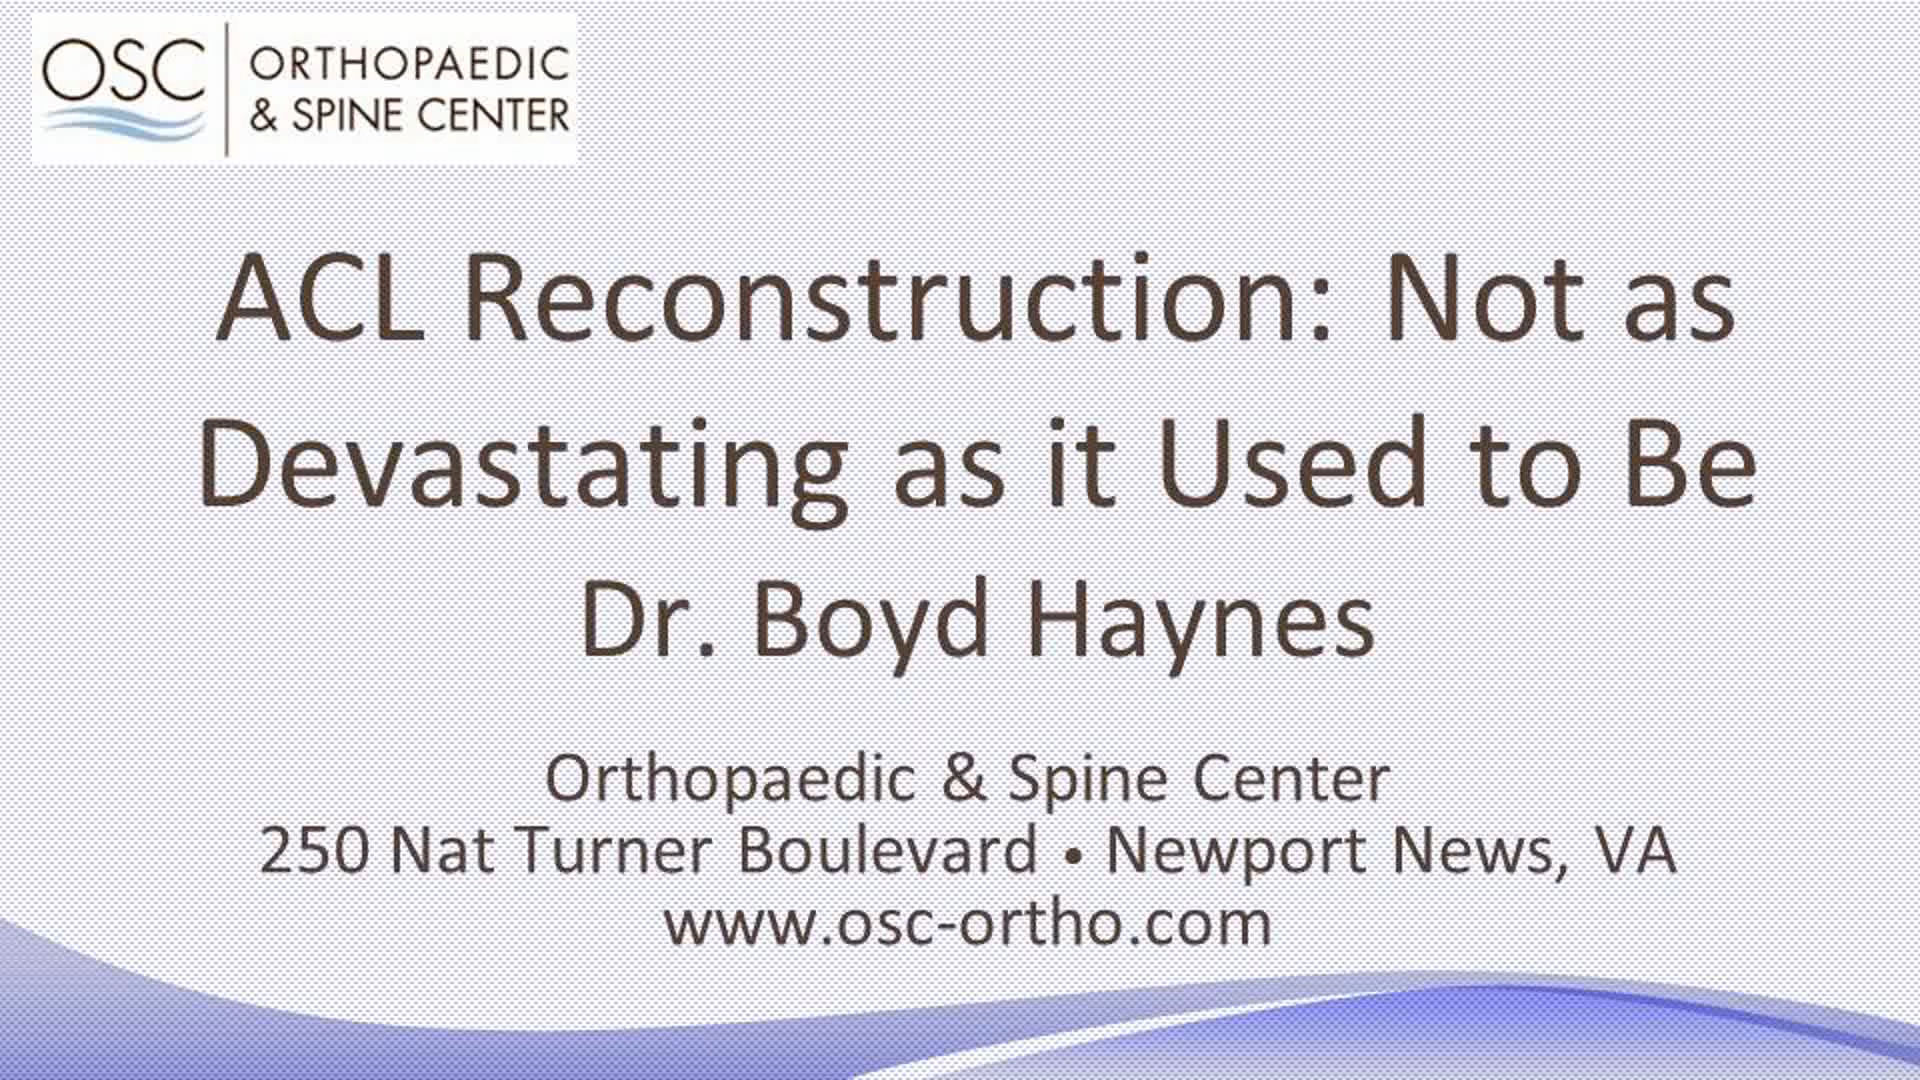 OSC
ORTHOPAEDIC
& SPINE CENTER
ACL Reconstruction: Not as
Devastating as it Used to Be
Dr. Boyd Haynes
Orthopaedic & Spine Center
250 Nat Turner Boulevard • Newport News, VA
www.osc-ortho.com